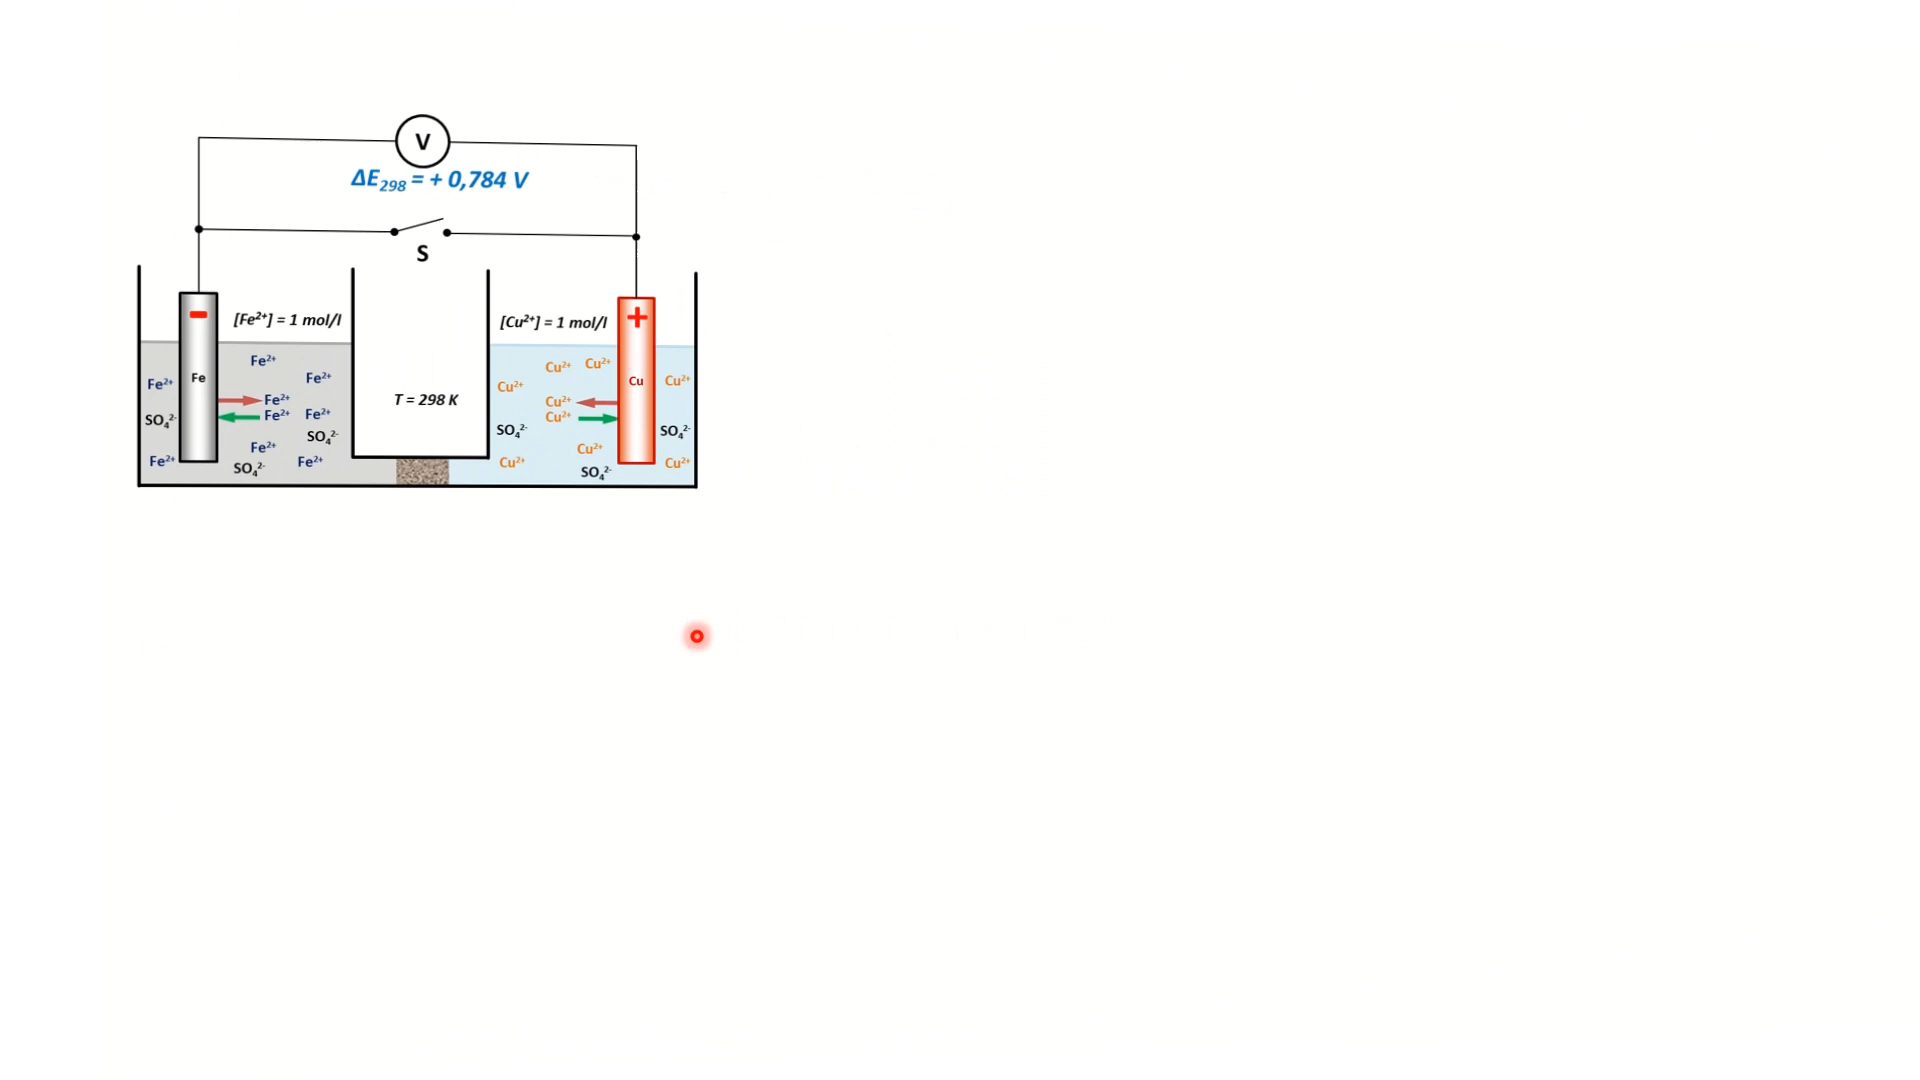 V
ΔE₂₉₈ = + 0,784 V
S
[Fe²⁺] = 1 mol/l
[Cu²⁺] = 1 mol/l
Fe²⁺
Fe²⁺
Fe²⁺
Fe
Fe²⁺
Fe²⁺
Fe²⁺
SO₄²⁻
SO₄²⁻
Fe²⁺
Fe²⁺
Fe²⁺
SO₄²⁻
T = 298 K
Cu²⁺
Cu²⁺
Cu²⁺
Cu
Cu²⁺
Cu²⁺
Cu²⁺
SO₄²⁻
SO₄²⁻
Cu²⁺
Cu²⁺
Cu²⁺
SO₄²⁻